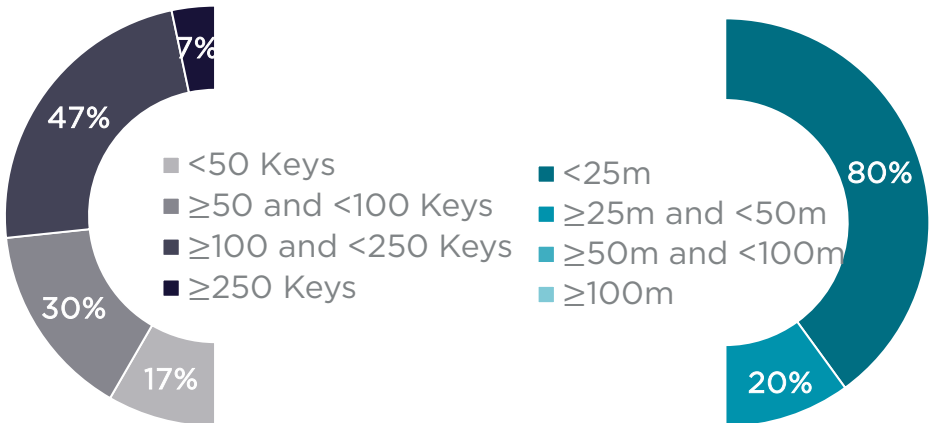 7%
47%
30%
17%
<50 Keys
≥50 and <100 Keys
≥100 and <250 Keys
≥250 Keys
<25m
≥25m and <50m
≥50m and <100m
≥100m
80%
20%